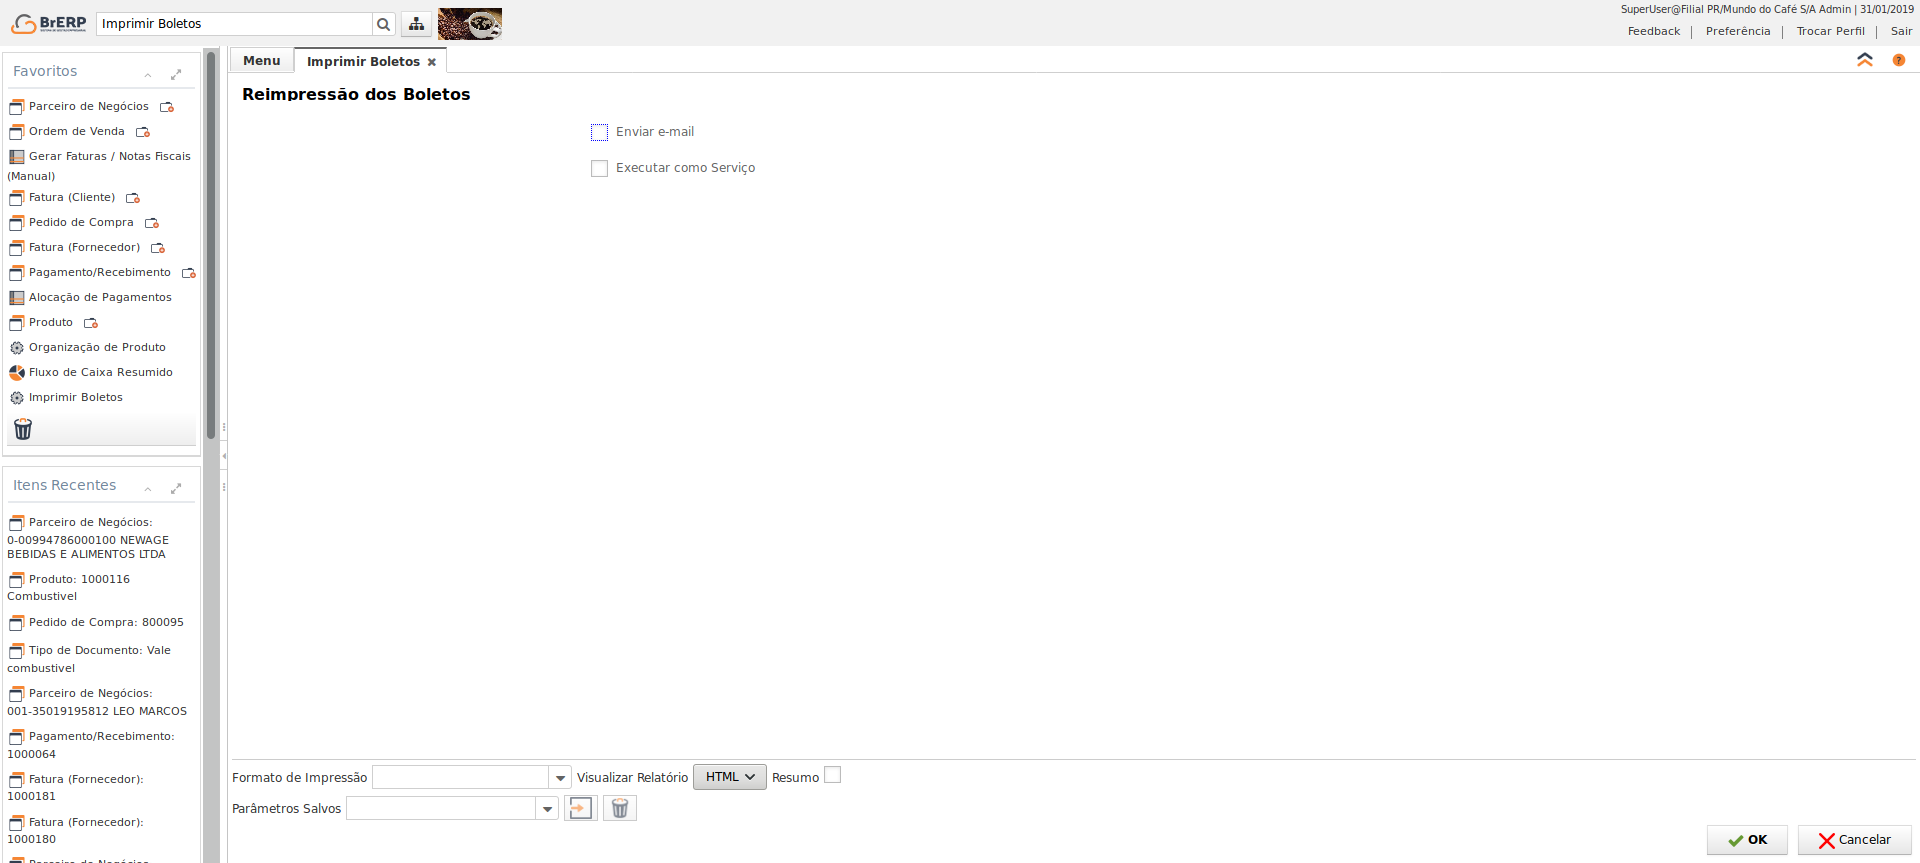 BrERP
Imprimir Boletos
SuperUser@Filial PR/Mundo do Café S/A Admin | 31/01/2019
Feedback | Preferência | Trocar Perfil | Sair
Menu
Imprimir Boletos
Favoritos
Parceiro de Negócios
Ordem de Venda
Gerar Faturas / Notas Fiscais
(Manual)
Fatura (Cliente)
Pedido de Compra
Fatura (Fornecedor)
Pagamento/Recebimento
Alocação de Pagamentos
Produto
Organização de Produto
Fluxo de Caixa Resumido
Imprimir Boletos
Itens Recentes
Parceiro de Negócios:
0-00994786000100 NEWAGE
BEBIDAS E ALIMENTOS LTDA
Produto: 1000116
Combustivel
Pedido de Compra: 800095
Tipo de Documento: Vale
combustivel
Parceiro de Negócios:
001-35019195812 LEO MARCOS
Pagamento/Recebimento:
1000064
Fatura (Fornecedor):
1000181
Fatura (Fornecedor):
1000180
Parceiro de Negócios
Reimpressão dos Boletos
Enviar e-mail
Executar como Serviço
Formato de Impressão
Visualizar Relatório
HTML
Resumo
Parâmetros Salvos
OK
Cancelar